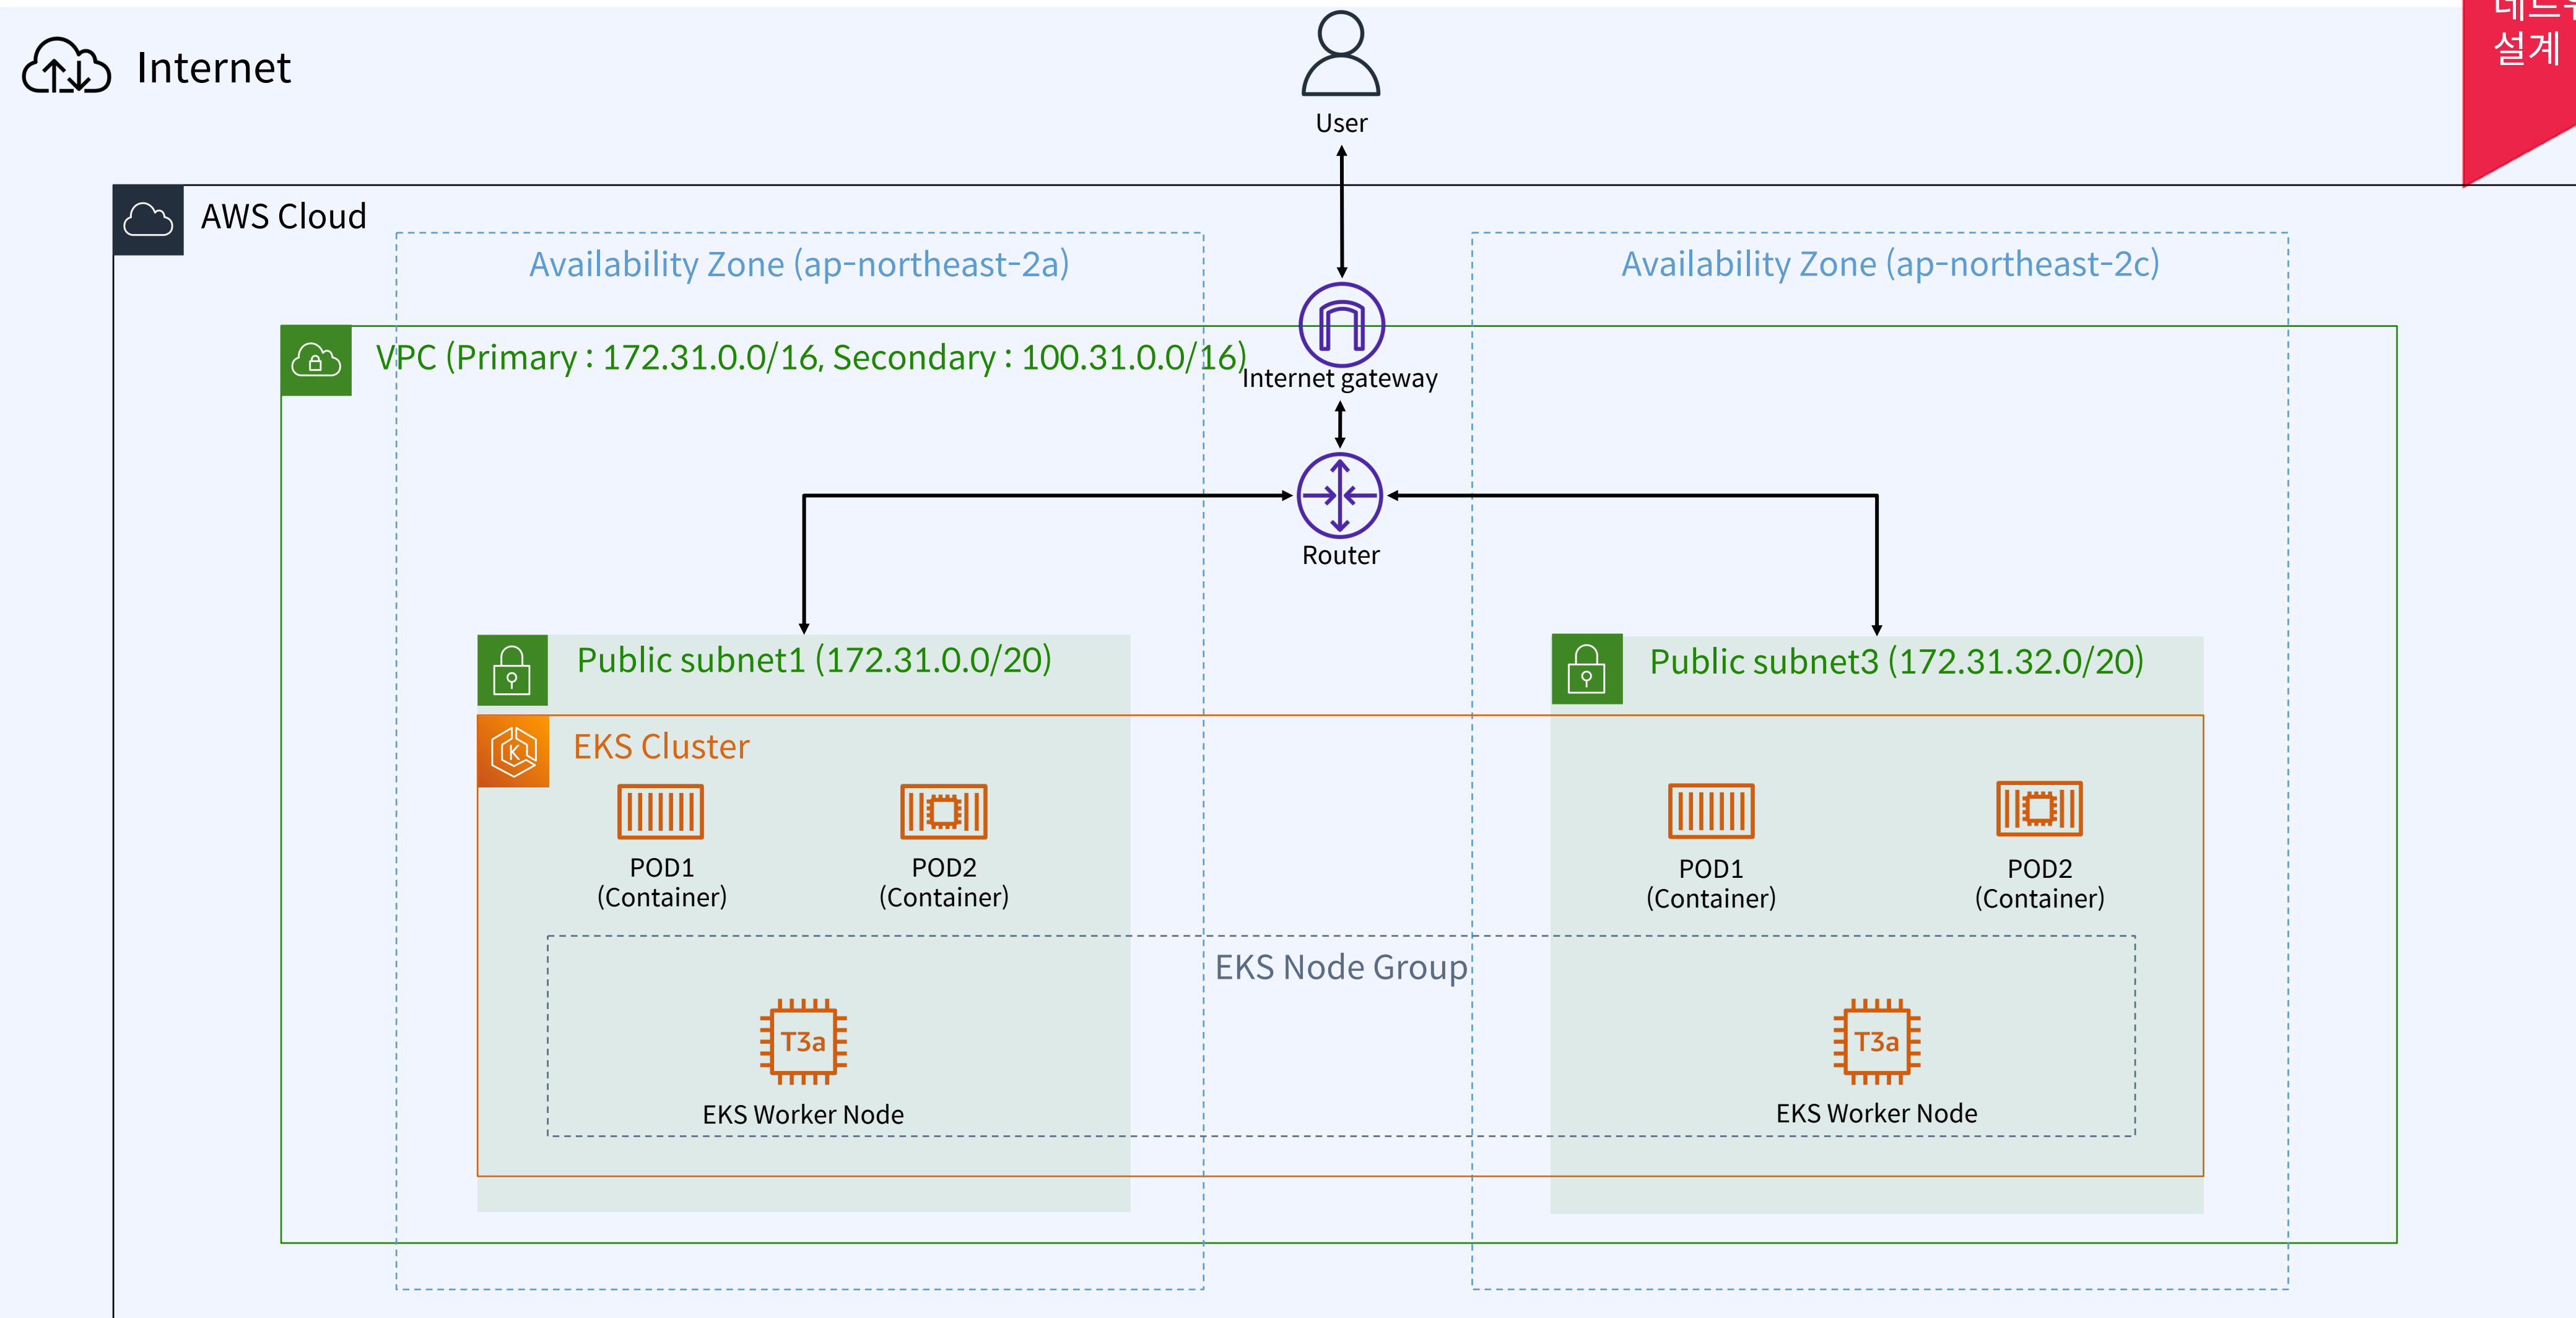 설계
Internet
User
AWS Cloud
Availability Zone (ap-northeast-2a)
Availability Zone (ap-northeast-2c)
VPC (Primary : 172.31.0.0/16, Secondary : 100.31.0.0/16)
Internet gateway
Router
Public subnet1 (172.31.0.0/20)
Public subnet3 (172.31.32.0/20)
EKS Cluster
POD1
(Container)
POD2
(Container)
POD1
(Container)
POD2
(Container)
EKS Node Group
T3a
EKS Worker Node
T3a
EKS Worker Node